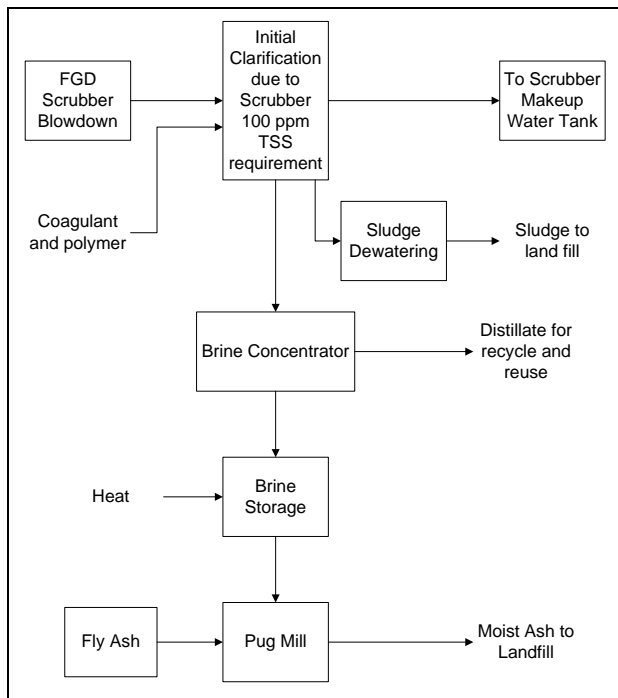 FGD
Scrubber
Blowdown
Initial
Clarification
due to
Scrubber
100 ppm
TSS
requirement
To Scrubber
Makeup
Water Tank
Coagulant
and polymer
Sludge
Dewatering
Sludge to
land fill
Brine Concentrator
Distillate for
recycle and
reuse
Heat
Brine
Storage
Fly Ash
Pug Mill
Moist Ash to
Landfill